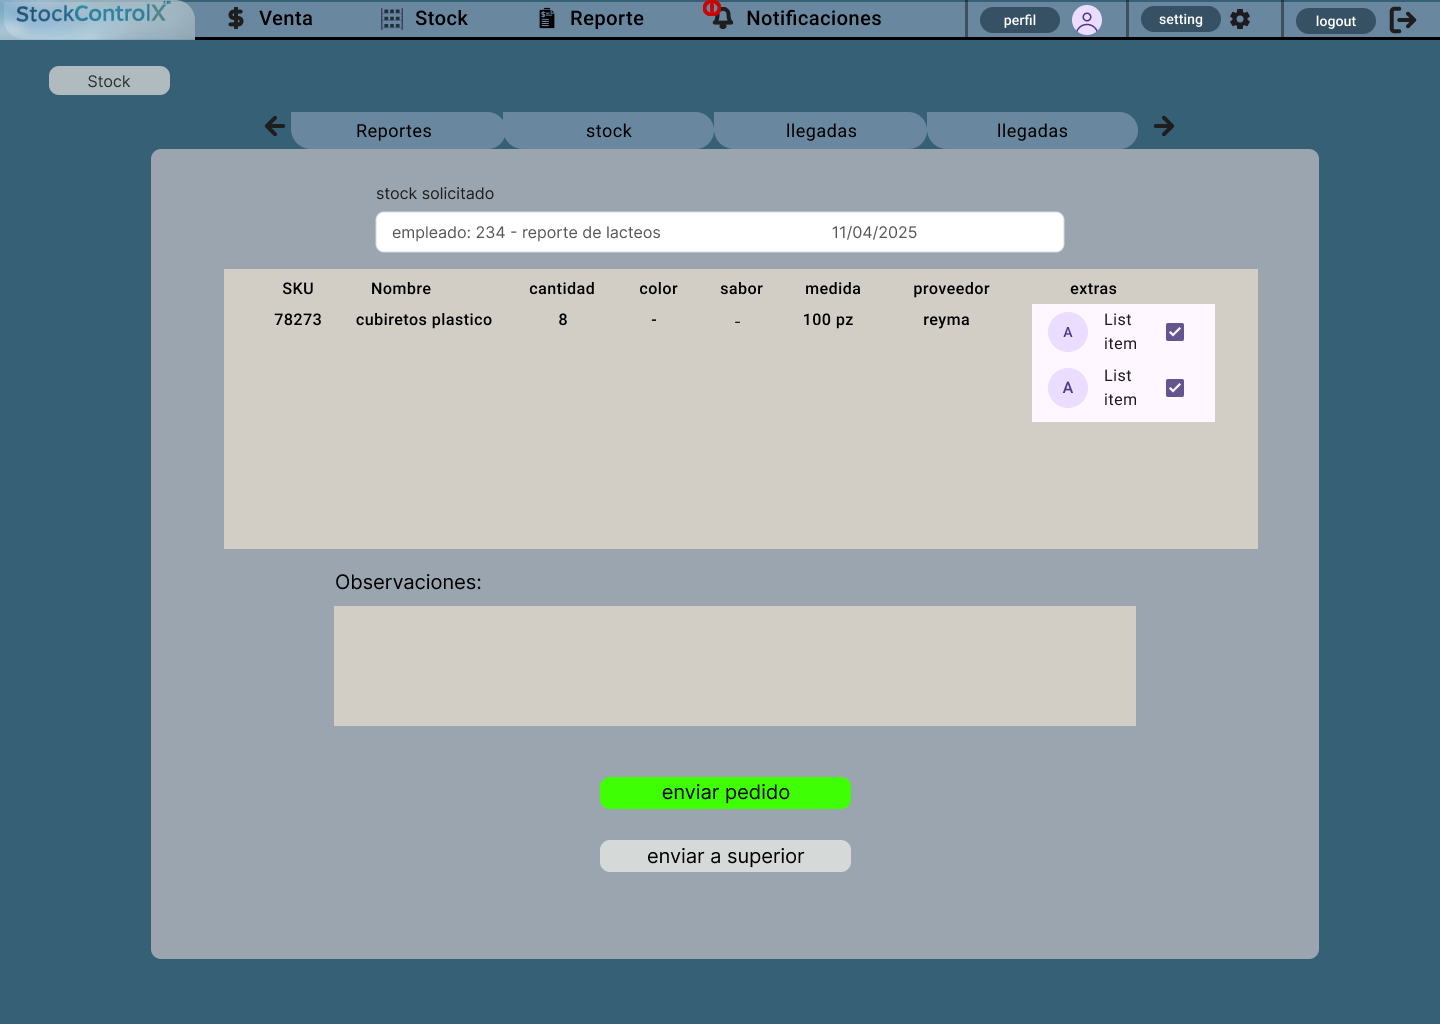 StockControlX
Venta
Stock
Reporte
0
Notificaciones
perfil
setting
logout
Stock
Reportes
stock
llegadas
llegadas
stock solicitado
empleado: 234 - reporte de lacteos 11/04/2025
SKU Nombre cantidad color sabor medida proveedor extras
78273 cubiretos plastico 8 - - 100 pz reyma
A List item
A List item
Observaciones:
enviar pedido
enviar a superior